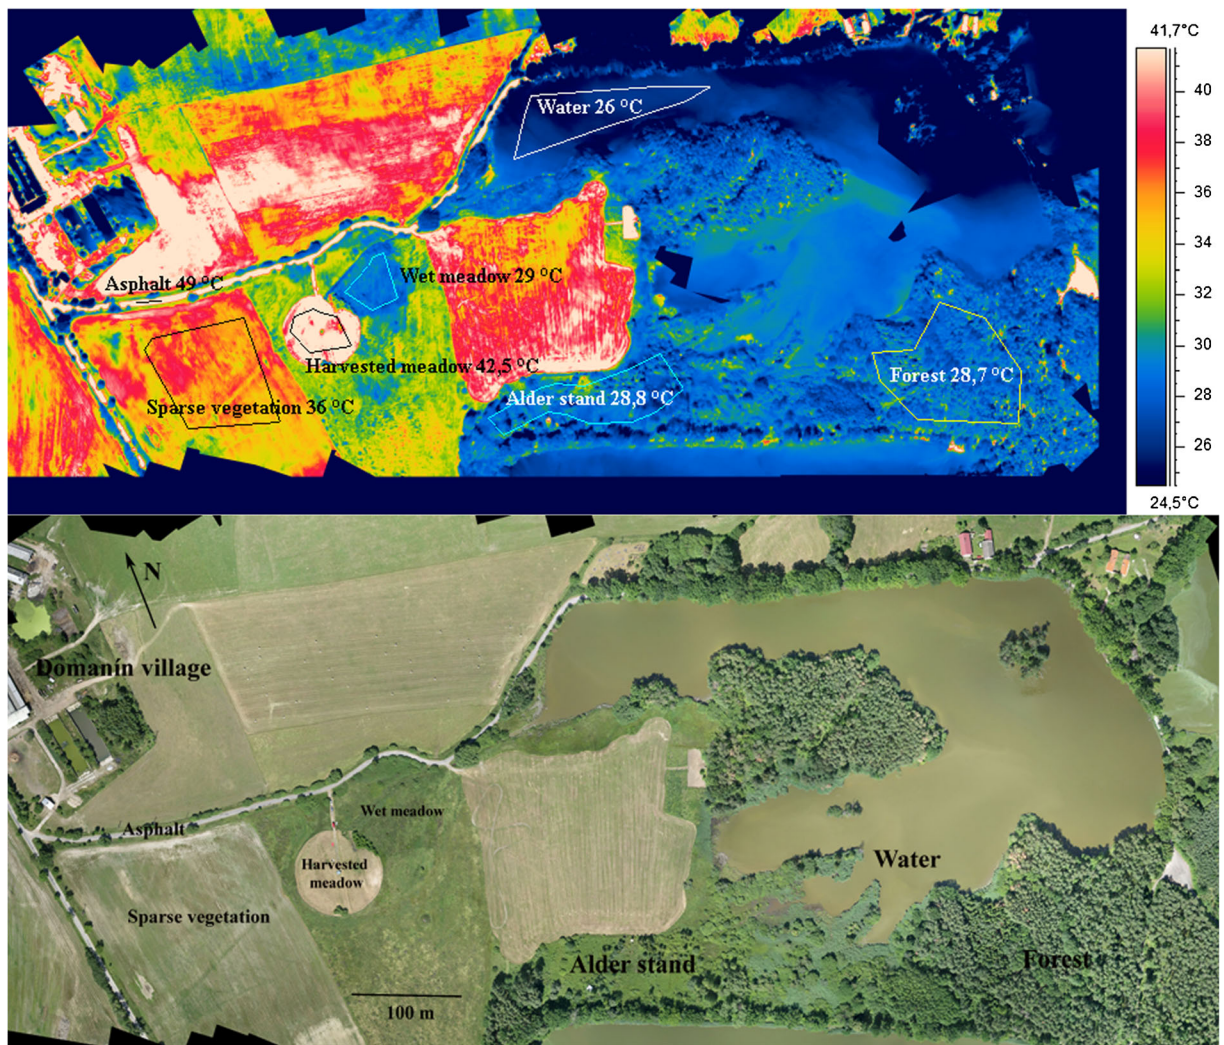 41,7°C
Water 26 °C
40
38
36
34
Asphalt 49 °C
Wet meadow 29 °C
32
30
Harvested meadow 42,5 °C
Forest 28,7 °C
Alder stand 28,8 °C
28
Sparse vegetation 36 °C
26
24,5°C
N
Domanín village
Wet meadow
Asphalt
Harvested
meadow
Water
Sparse vegetation
Alder stand
Forest
100 m